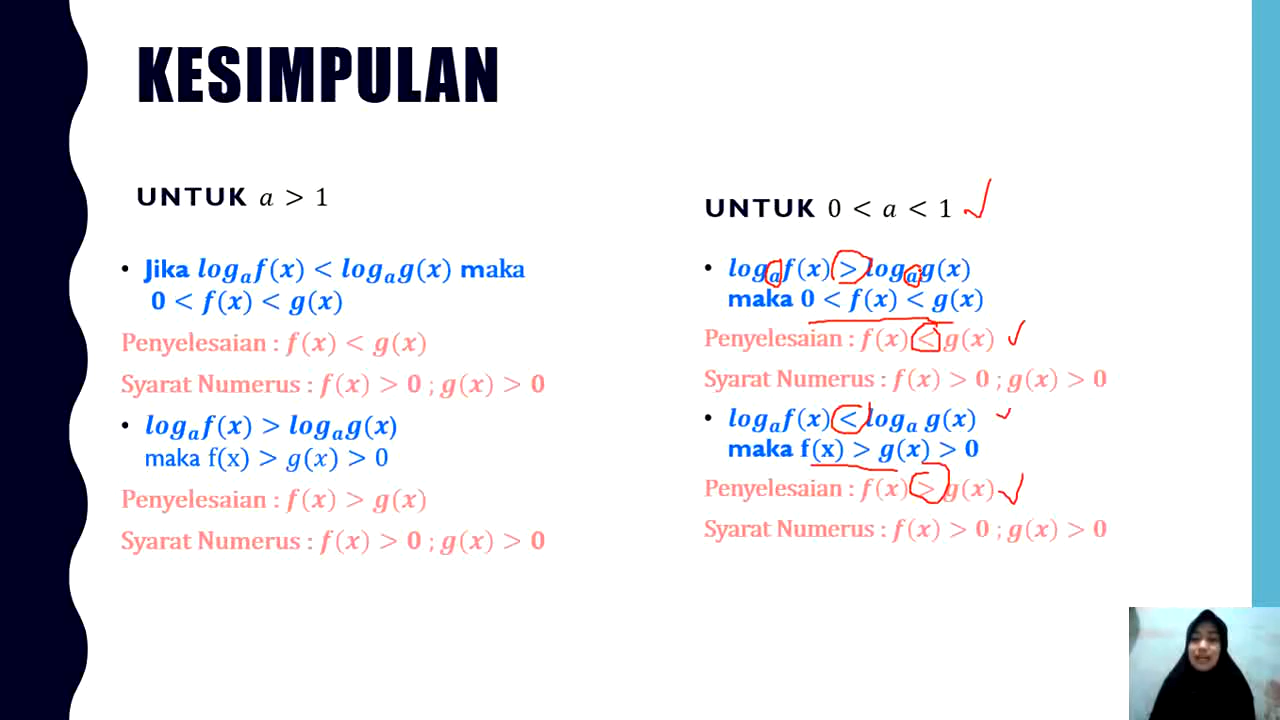 KESIMPULAN
UNTUK a > 1
• Jika logₐf(x) < logₐg(x) maka
0 < f(x) < g(x)
Penyelesaian : f(x) < g(x)
Syarat Numerus : f(x) > 0 ; g(x) > 0
• logₐf(x) > logₐg(x)
maka f(x) > g(x) > 0
Penyelesaian : f(x) > g(x)
Syarat Numerus : f(x) > 0 ; g(x) > 0
UNTUK 0 < a < 1
• logₐf(x) > logₐg(x)
maka 0 < f(x) < g(x)
Penyelesaian : f(x) < g(x)
Syarat Numerus : f(x) > 0 ; g(x) > 0
• logₐf(x) < logₐ g(x)
maka f(x) > g(x) > 0
Penyelesaian : f(x) > g(x)
Syarat Numerus : f(x) > 0 ; g(x) > 0